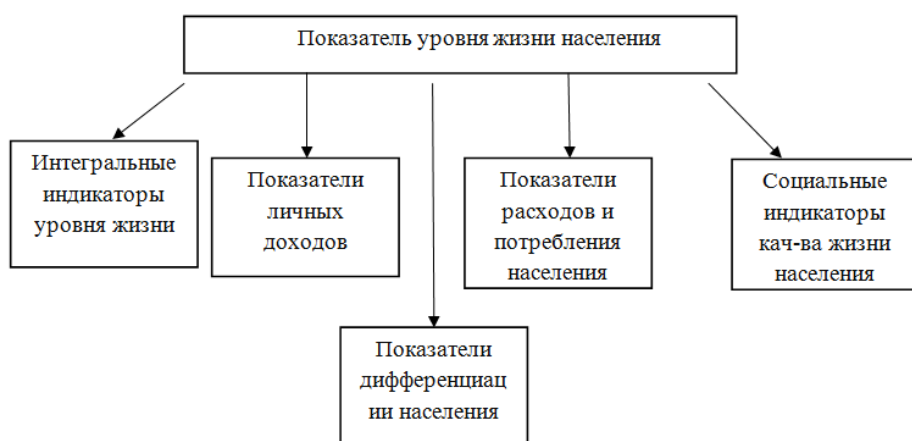 Показатель уровня жизни населения
Интегральные
индикаторы
уровня жизни
Показатели
личных
доходов
Показатели
расходов и
потребления
населения
Социальные
индикаторы
кач-ва жизни
населения
Показатели
дифференциац
ии населения